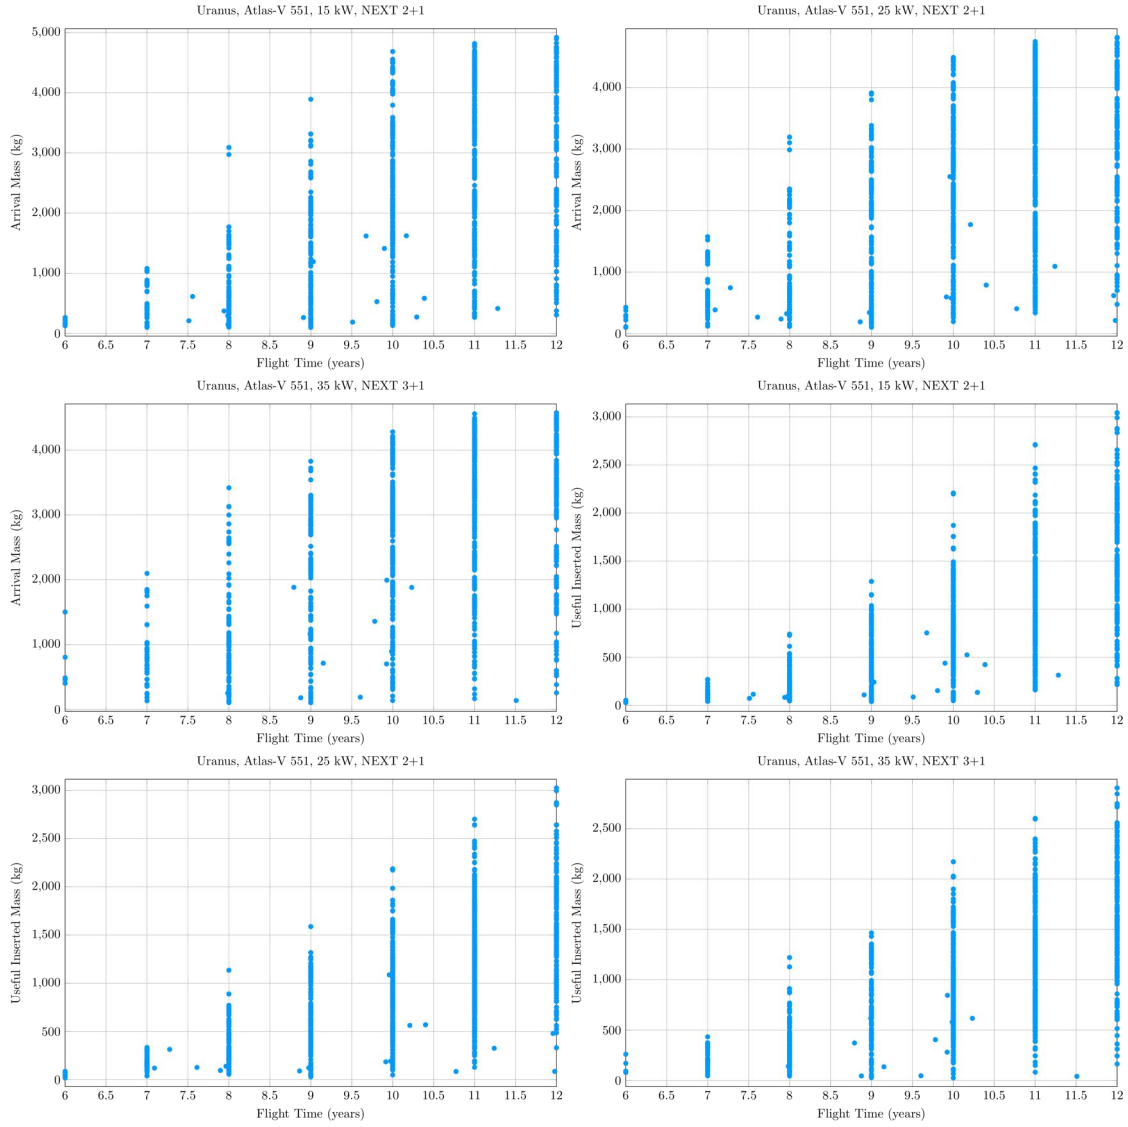 Uranus, Atlas-V 551, 15 kW, NEXT 2+1
5,000
4,000
3,000
2,000
1,000
0
Arrival Mass (kg)
6 6.5 7 7.5 8 8.5 9 9.5 10 10.5 11 11.5 12
Flight Time (years)
Uranus, Atlas-V 551, 25 kW, NEXT 2+1
4,000
3,000
2,000
1,000
0
Arrival Mass (kg)
6 6.5 7 7.5 8 8.5 9 9.5 10 10.5 11 11.5 12
Flight Time (years)
Uranus, Atlas-V 551, 35 kW, NEXT 3+1
4,000
3,000
2,000
1,000
0
Arrival Mass (kg)
6 6.5 7 7.5 8 8.5 9 9.5 10 10.5 11 11.5 12
Flight Time (years)
Uranus, Atlas-V 551, 15 kW, NEXT 2+1
3,000
2,500
2,000
1,500
1,000
500
0
Useful Inserted Mass (kg)
6 6.5 7 7.5 8 8.5 9 9.5 10 10.5 11 11.5 12
Flight Time (years)
Uranus, Atlas-V 551, 25 kW, NEXT 2+1
3,000
2,500
2,000
1,500
1,000
500
0
Useful Inserted Mass (kg)
6 6.5 7 7.5 8 8.5 9 9.5 10 10.5 11 11.5 12
Flight Time (years)
Uranus, Atlas-V 551, 35 kW, NEXT 3+1
2,500
2,000
1,500
1,000
500
0
Useful Inserted Mass (kg)
6 6.5 7 7.5 8 8.5 9 9.5 10 10.5 11 11.5 12
Flight Time (years)